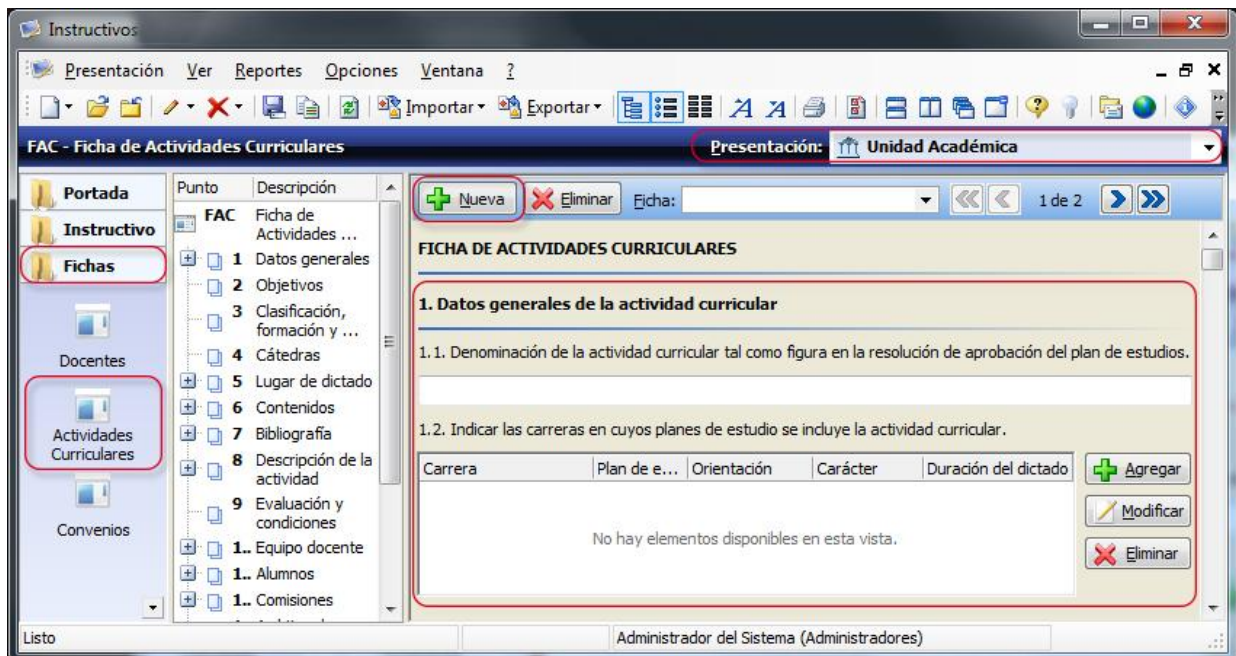 Instructivos
Presentación Ver Reportes Opciones Ventana ?
Importar Exportar
FAC - Ficha de Actividades Curriculares
Presentación: Unidad Académica
Portada
Instructivo
Fichas
Docentes
Actividades
Curriculares
Convenios
Punto Descripción
FAC Ficha de
Actividades ...
1 Datos generales
2 Objetivos
3 Clasificación,
formación y ...
4 Cátedras
5 Lugar de dictado
6 Contenidos
7 Bibliografía
8 Descripción de la
actividad
9 Evaluación y
condiciones
1.. Equipo docente
1.. Alumnos
1.. Comisiones
Nueva Eliminar Ficha: 1 de 2
FICHA DE ACTIVIDADES CURRICULARES
1. Datos generales de la actividad curricular
1.1. Denominación de la actividad curricular tal como figura en la resolución de aprobación del plan de estudios.
1.2. Indicar las carreras en cuyos planes de estudio se incluye la actividad curricular.
Carrera Plan de e... Orientación Carácter Duración del dictado
No hay elementos disponibles en esta vista.
Agregar
Modificar
Eliminar
Listo Administrador del Sistema (Administradores)